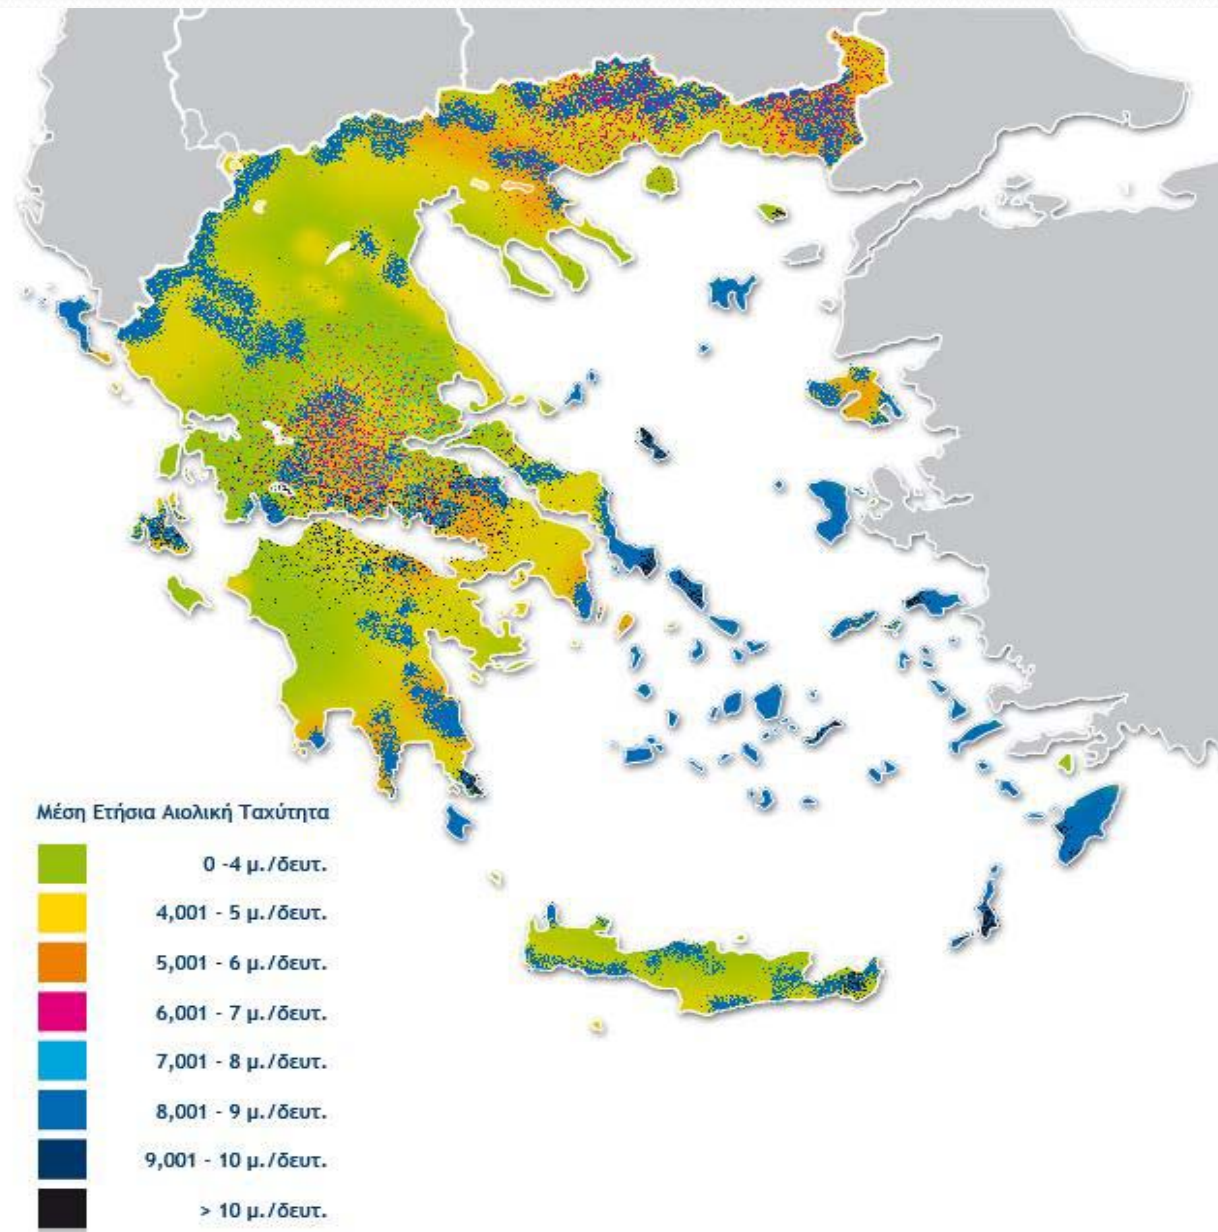 Μέση Ετήσια Αιολική Ταχύτητα
0 -4 μ./δευτ.
4,001 - 5 μ./δευτ.
5,001 - 6 μ./δευτ.
6,001 - 7 μ./δευτ.
7,001 - 8 μ./δευτ.
8,001 - 9 μ./δευτ.
9,001 - 10 μ./δευτ.
> 10 μ./δευτ.